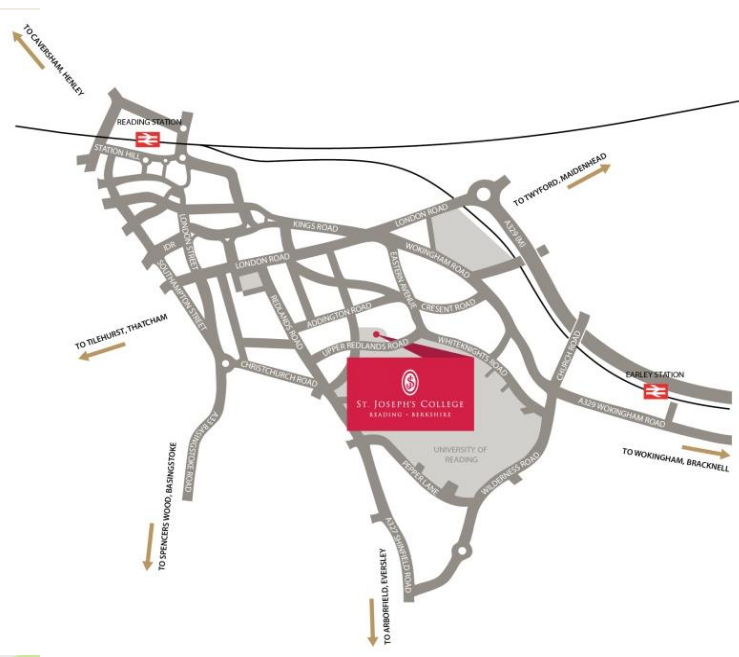 TO CAVERSHAM, HENLEY
READING STATION
STATION HILL
TO TWYFORD, MAIDENHEAD
LONDON ROAD
A329 (M)
KINGS ROAD
LONDON STREET
WOKINGHAM ROAD
IDR
LONDON ROAD
EASTERN AVENUE
SOUTHAMPTON STREET
REDLANDS ROAD
CRESENT ROAD
ADDINGTON ROAD
TO TILEHURST, THATCHAM
UPPER REDLANDS ROAD
WHITEKNIGHTS ROAD
CHURCH ROAD
CHRISTCHURCH ROAD
EARLEY STATION
ST. JOSEPH'S COLLEGE
READING • BERKSHIRE
A329 WOKINGHAM ROAD
A33 BASINGSTOKE ROAD
UNIVERSITY OF
READING
TO WOKINGHAM, BRACKNELL
PEPPER LANE
WILDERNESS ROAD
TO SPENCERS WOOD, BASINGSTOKE
A327 SHINFIELD ROAD
TO ARBORFIELD, EVERSLEY